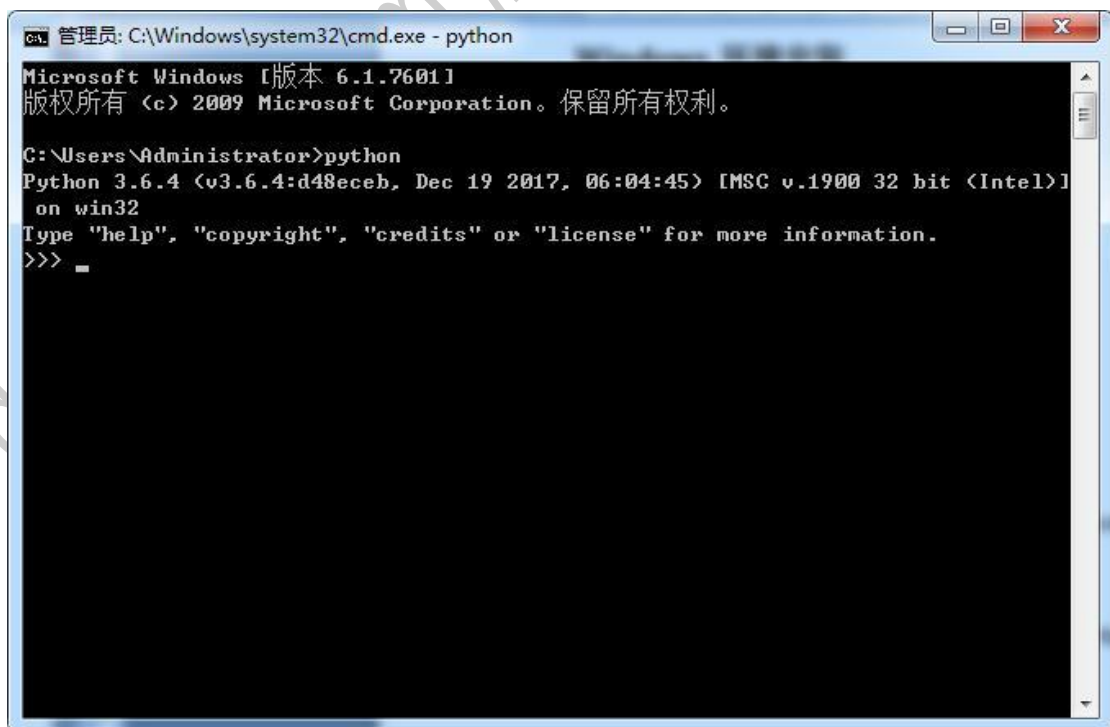 管理员: C:\Windows\system32\cmd.exe - python
Microsoft Windows [版本 6.1.7601]
版权所有 (c) 2009 Microsoft Corporation。保留所有权利。
C:\Users\Administrator>python
Python 3.6.4 (v3.6.4:d48eceb, Dec 19 2017, 06:04:45) [MSC v.1900 32 bit (Intel)]
 on win32
Type "help", "copyright", "credits" or "license" for more information.
>>> _